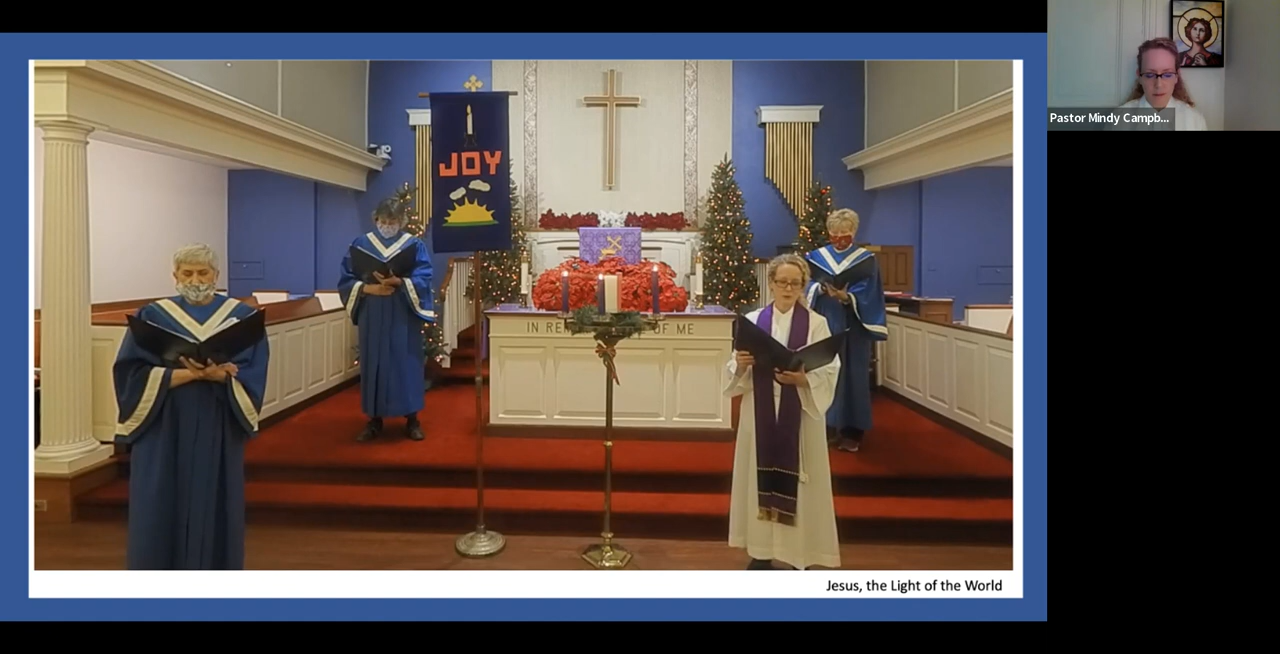 JOY
IN RE
OF ME
Jesus, the Light of the World
Pastor Mindy Campb...